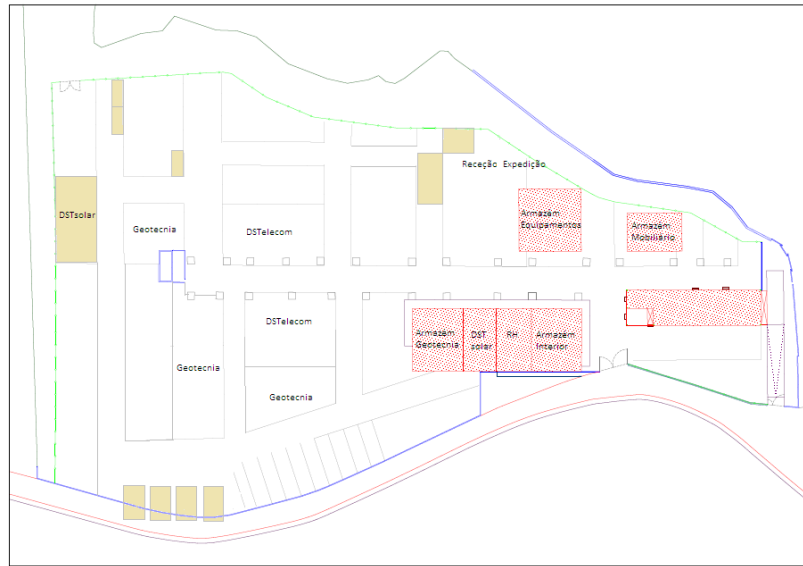 Receção Expedição
DSTsolar
Geotecnia
DSTelecom
Armazém
Equipamentos
Armazém
Mobiliário
DSTelecom
Armazém
Geotecnia
DST
solar
RH
Armazém
Interior
Geotecnia
Geotecnia